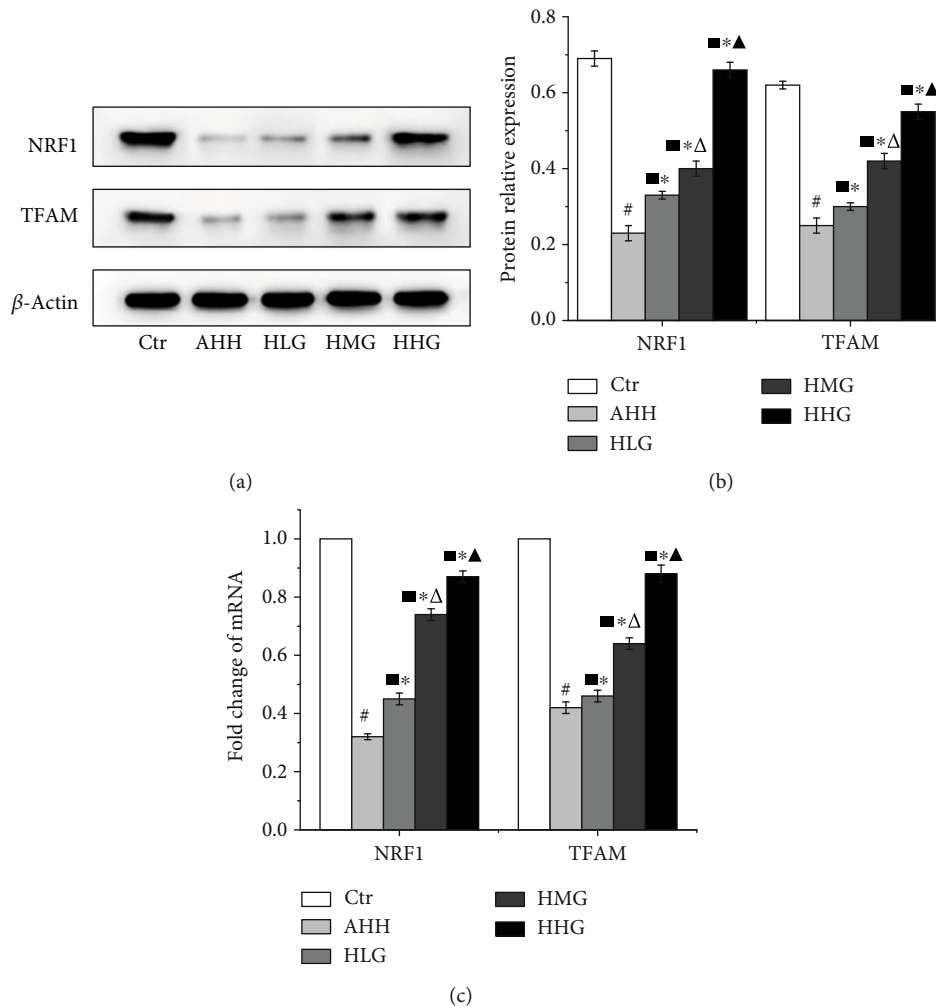 NRF1
TFAM
β-Actin
Ctr AHH HLG HMG HHG
(a)
Protein relative expression
0.8
0.6
0.4
0.2
0.0
#
■*
■*Δ
■*▲
#
■*
■*Δ
■*▲
NRF1 TFAM
Ctr
AHH
HLG
HMG
HHG
(b)
Fold change of mRNA
1.0
0.8
0.6
0.4
0.2
0.0
#
■*
■*Δ
■*▲
#
■*
■*Δ
■*▲
NRF1 TFAM
Ctr
AHH
HLG
HMG
HHG
(c)